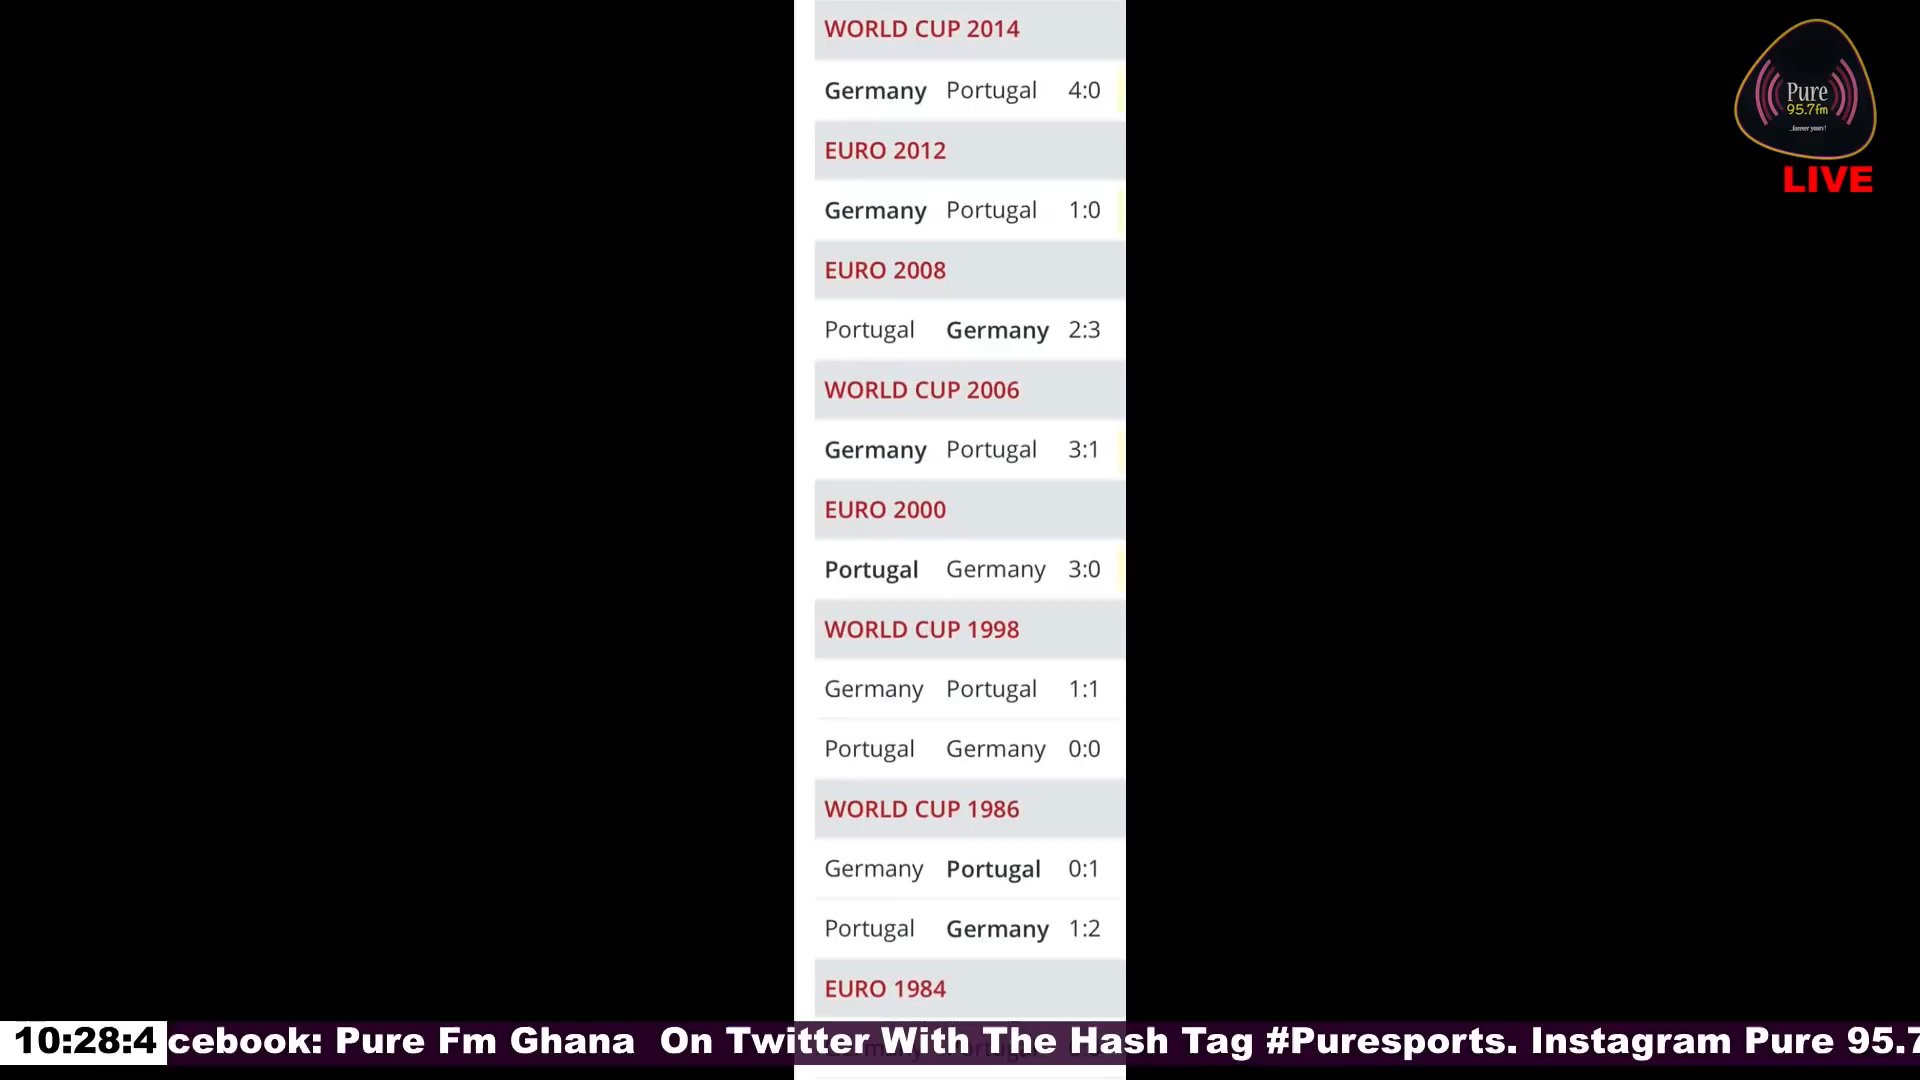 WORLD CUP 2014
Germany Portugal 4:0
EURO 2012
Germany Portugal 1:0
EURO 2008
Portugal Germany 2:3
WORLD CUP 2006
Germany Portugal 3:1
EURO 2000
Portugal Germany 3:0
WORLD CUP 1998
Germany Portugal 1:1
Portugal Germany 0:0
WORLD CUP 1986
Germany Portugal 0:1
Portugal Germany 1:2
EURO 1984
Pure
95.7fm
...forever yours!
LIVE
10:28:4 cebook: Pure Fm Ghana On Twitter With The Hash Tag #Puresports. Instagram Pure 95.7